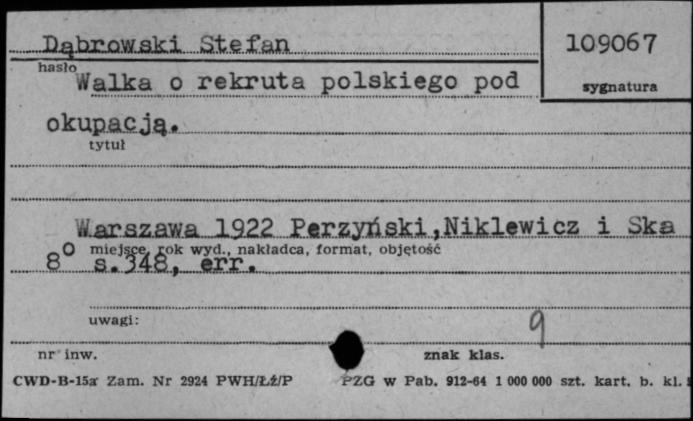 Dąbrowski Stefan
109067
hasło
sygnatura
Walka o rekruta polskiego pod
okupacją.
tytuł
Warszawa 1922 Perzyński,Niklewicz i Ska
miejsce, rok wyd., nakładca, format, objętość
8° s.348, err.
uwagi:
9
nr inw.
znak klas.
CWD-B-15a Zam. Nr 2924 PWH/Łź/P
PZG w Pab. 912-64 1 000 000 szt. kart. b. kl.